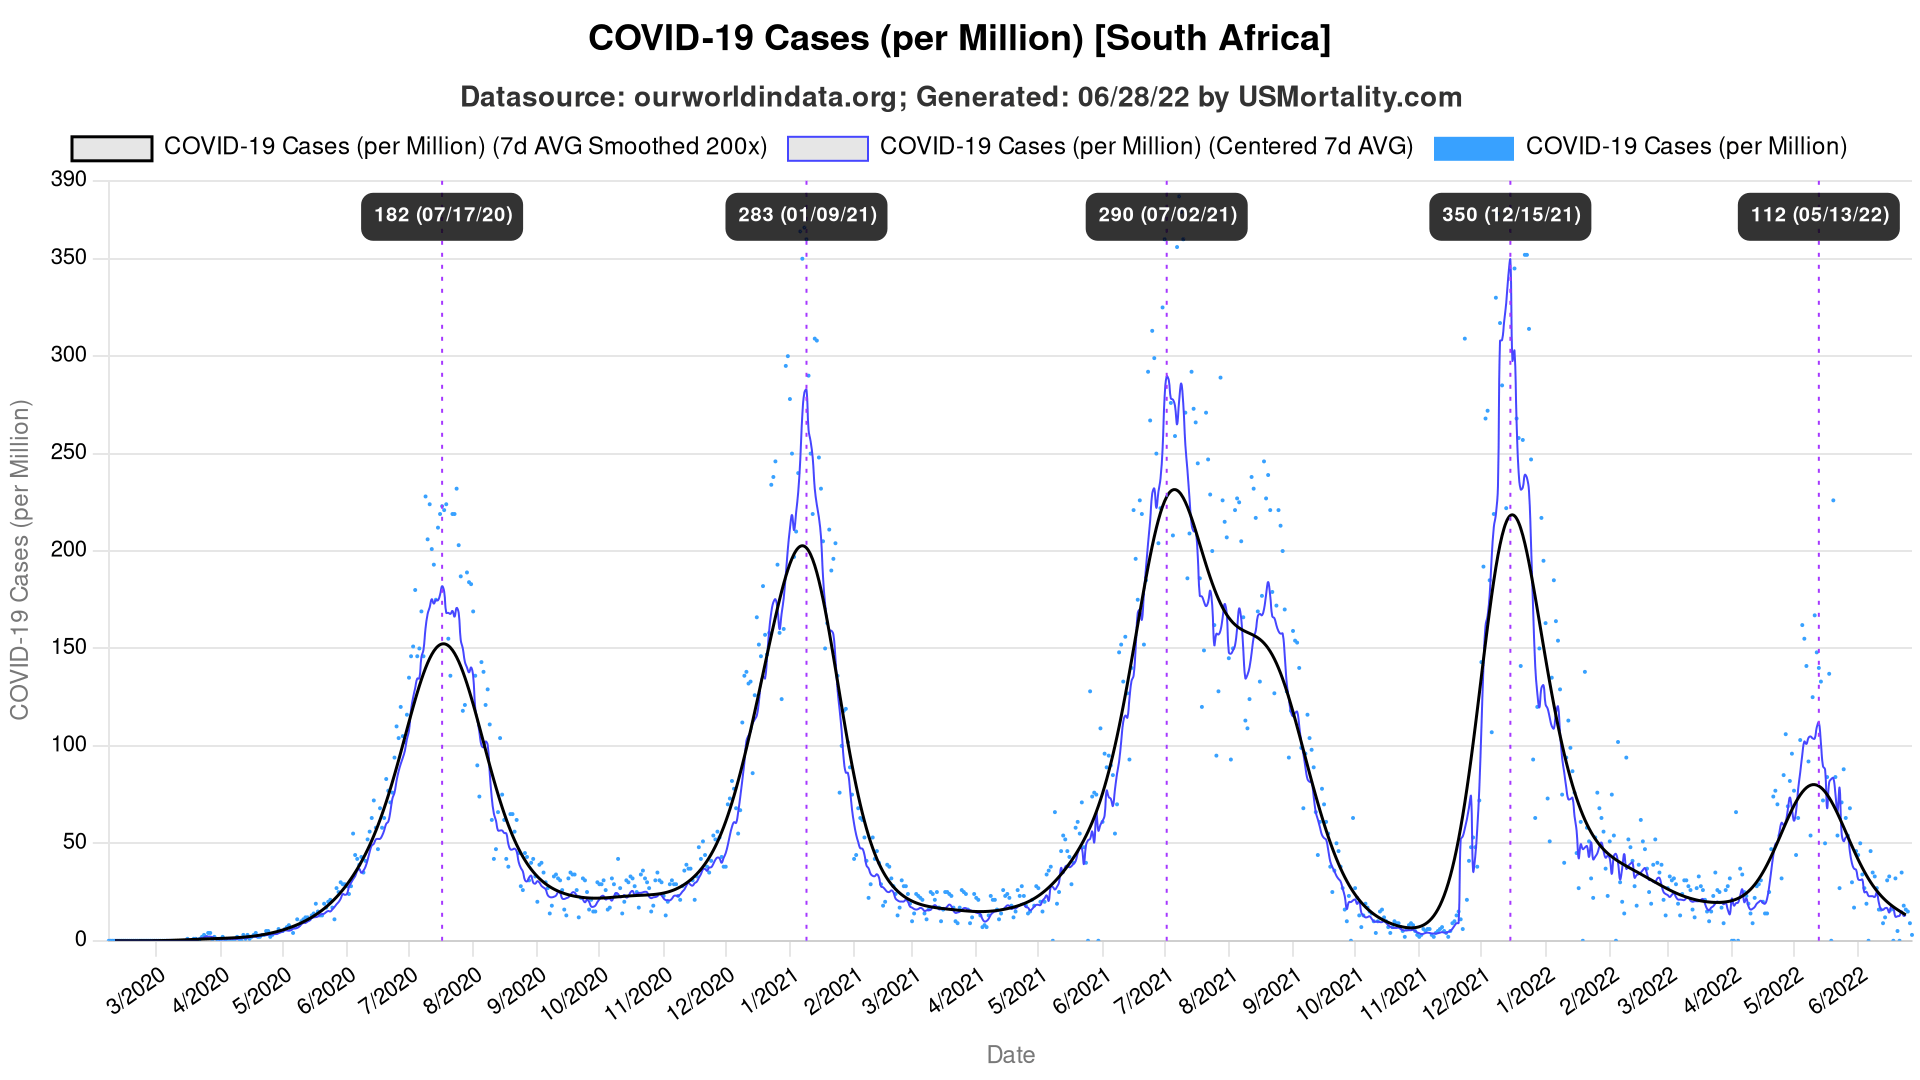 COVID-19 Cases (per Million) [South Africa]
Datasource: ourworldindata.org; Generated: 06/28/22 by USMortality.com
COVID-19 Cases (per Million) (7d AVG Smoothed 200x) COVID-19 Cases (per Million) (Centered 7d AVG) COVID-19 Cases (per Million)
182 (07/17/20) 283 (01/09/21) 290 (07/02/21) 350 (12/15/21) 112 (05/13/22)
COVID-19 Cases (per Million)
390
350
300
250
200
150
100
50
0
3/2020 4/2020 5/2020 6/2020 7/2020 8/2020 9/2020 10/2020 11/2020 12/2020 1/2021 2/2021 3/2021 4/2021 5/2021 6/2021 7/2021 8/2021 9/2021 10/2021 11/2021 12/2021 1/2022 2/2022 3/2022 4/2022 5/2022 6/2022
Date